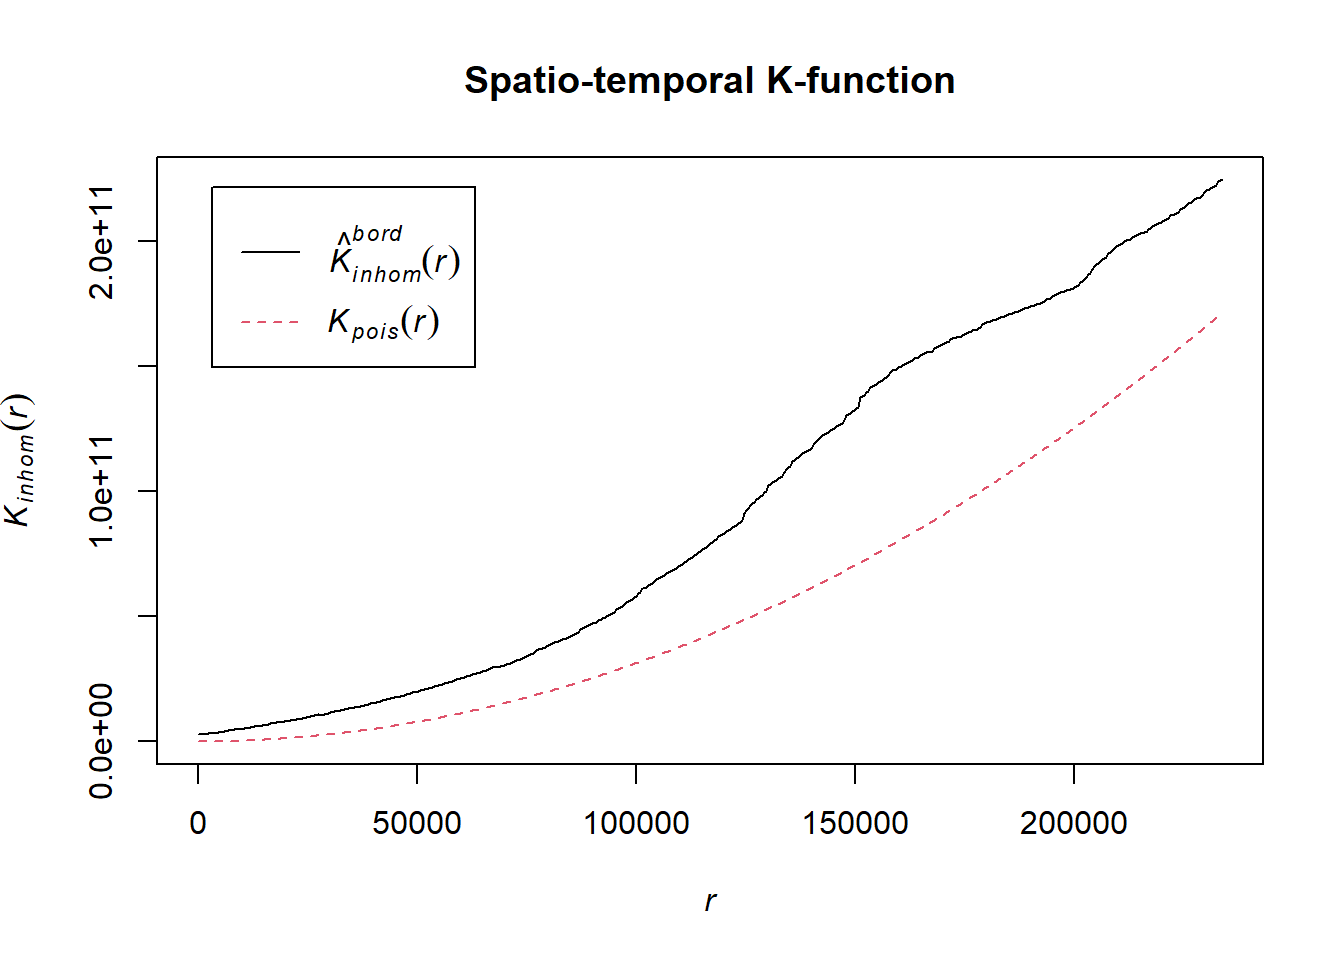 Spatio-temporal K-function
K̂ᵇᵒʳᵈ_inhom(r)
K_pois(r)
K_inhom(r)
2.0e+11
1.0e+11
0.0e+00
0 50000 100000 150000 200000
r